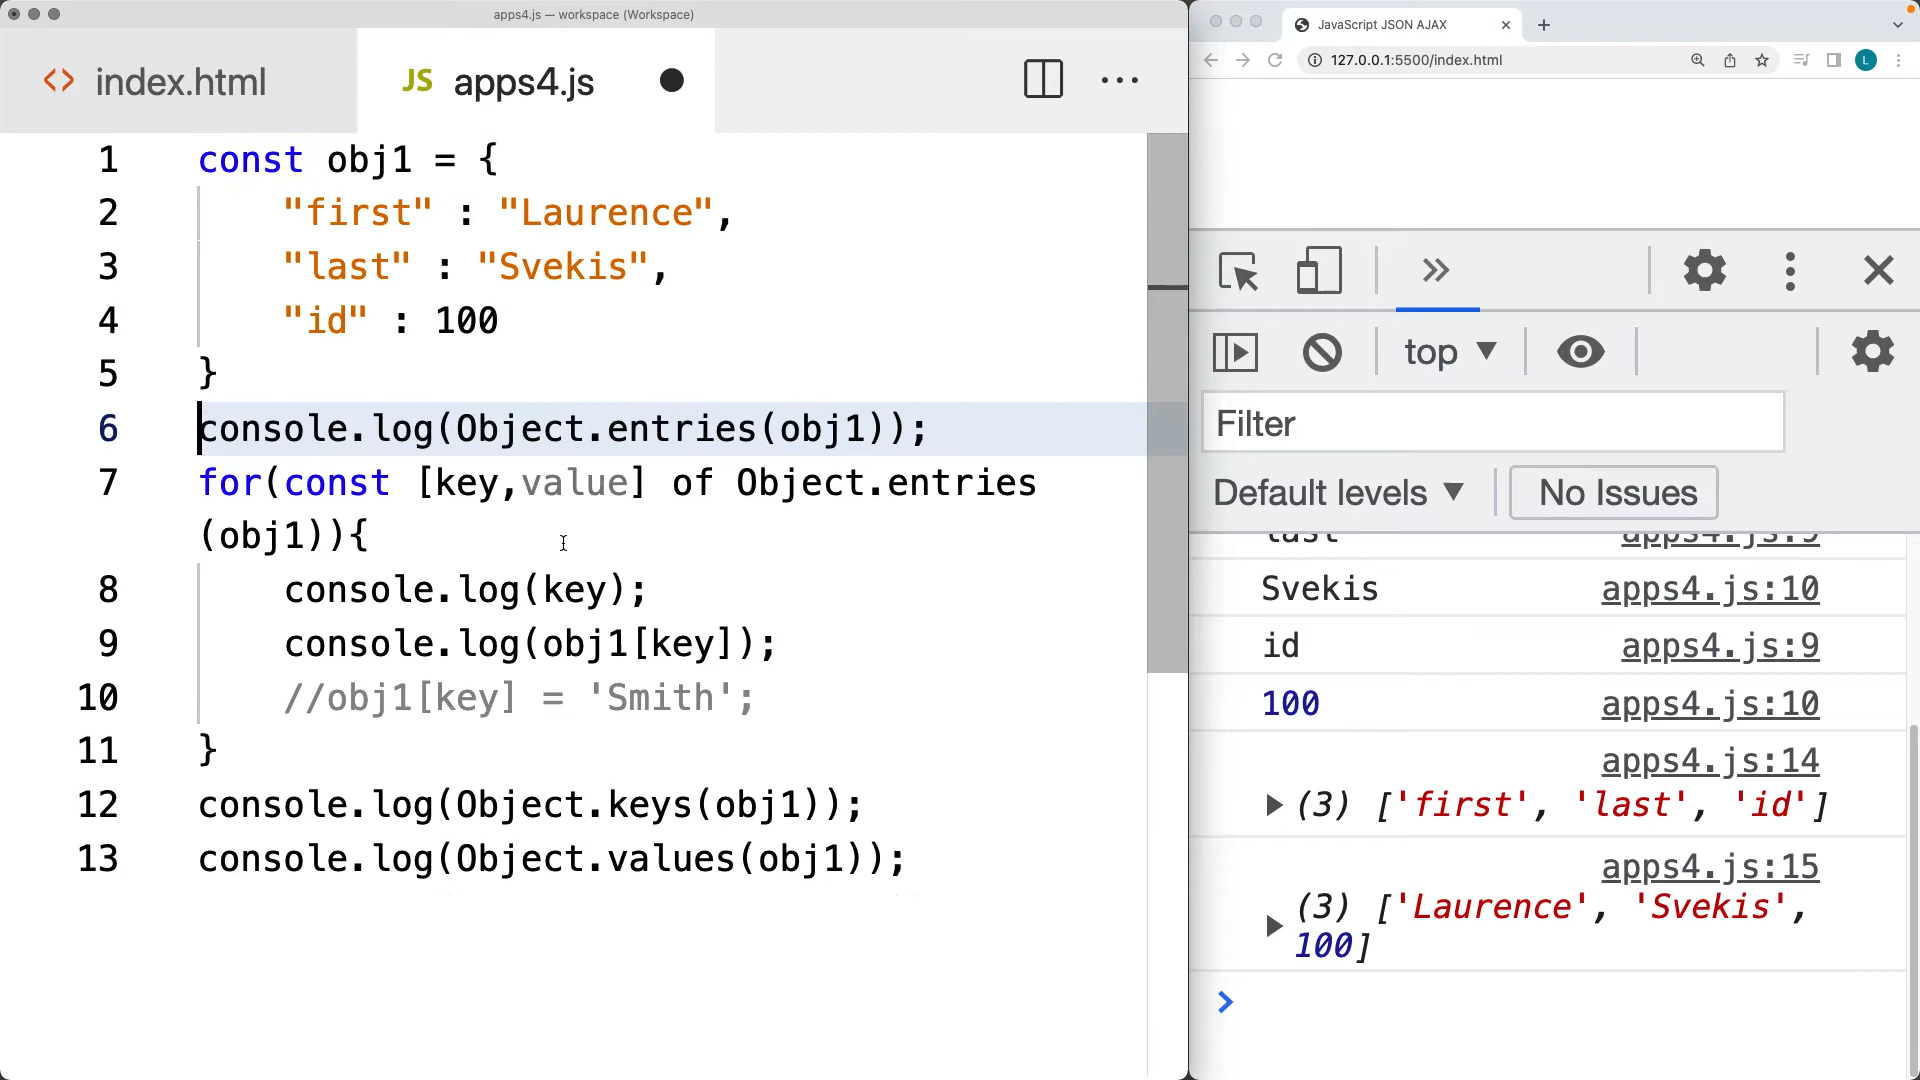 apps4.js — workspace (Workspace)
index.html
JS apps4.js
1 const obj1 = {
2 "first" : "Laurence",
3 "last" : "Svekis",
4 "id" : 100
5 }
6 console.log(Object.entries(obj1));
7 for(const [key,value] of Object.entries
(obj1)){
8 console.log(key);
9 console.log(obj1[key]);
10 //obj1[key] = 'Smith';
11 }
12 console.log(Object.keys(obj1));
13 console.log(Object.values(obj1));
JavaScript JSON AJAX
127.0.0.1:5500/index.html
L
top
Filter
Default levels
No Issues
last apps4.js:9
Svekis apps4.js:10
id apps4.js:9
100 apps4.js:10
apps4.js:14
(3) ['first', 'last', 'id']
apps4.js:15
(3) ['Laurence', 'Svekis',
100]